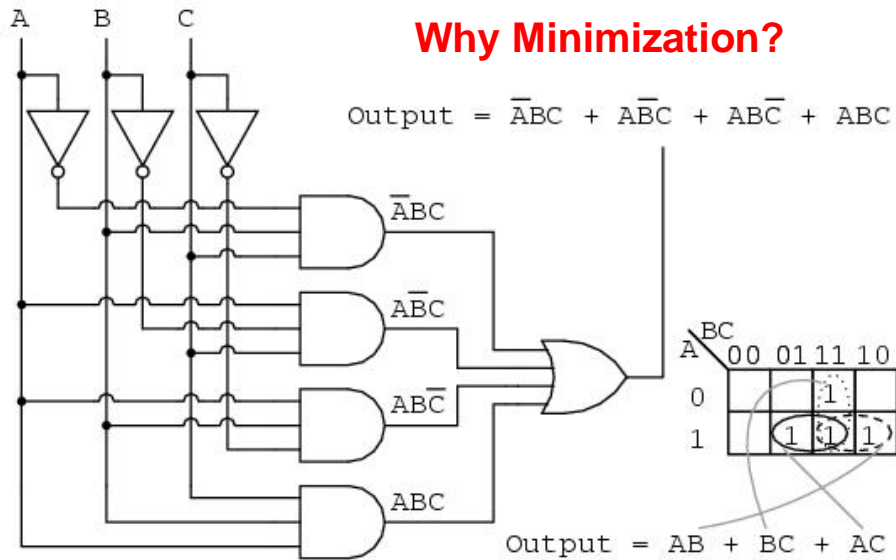 A B C
Why Minimization?
Output = A̅BC + AB̅C + ABC̅ + ABC
A̅BC
AB̅C
ABC̅
ABC
BC
A 00 01 11 10
0 1
1 1 1 1
Output = AB + BC + AC